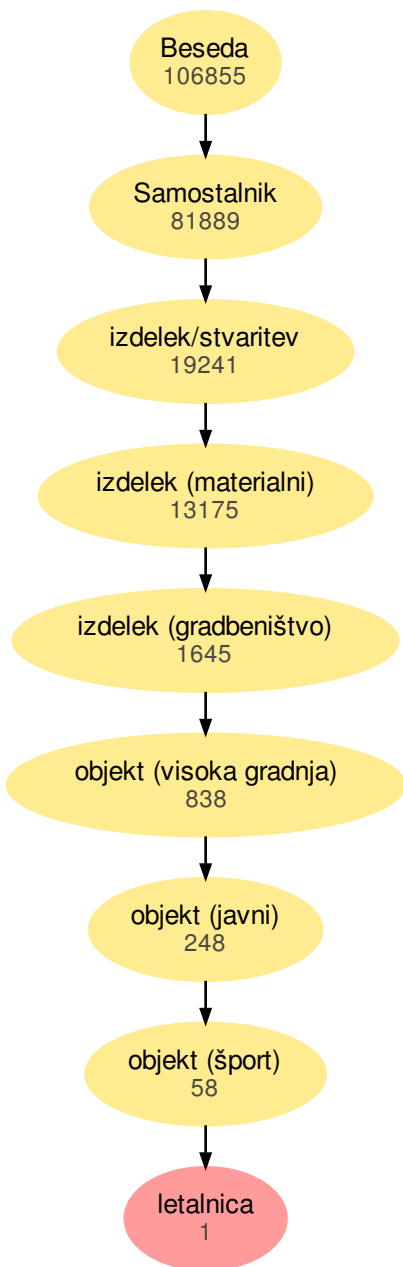 Beseda
106855
Samostalnik
81889
izdelek/stvaritev
19241
izdelek (materialni)
13175
izdelek (gradbeništvo)
1645
objekt (visoka gradnja)
838
objekt (javni)
248
objekt (šport)
58
letalnica
1